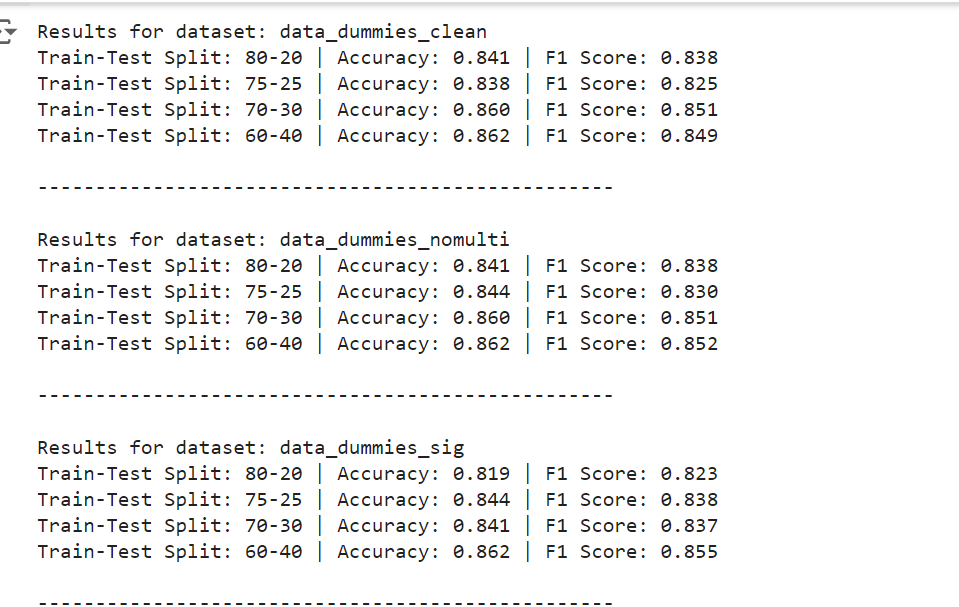 Results for dataset: data_dummies_clean
Train-Test Split: 80-20 | Accuracy: 0.841 | F1 Score: 0.838
Train-Test Split: 75-25 | Accuracy: 0.838 | F1 Score: 0.825
Train-Test Split: 70-30 | Accuracy: 0.860 | F1 Score: 0.851
Train-Test Split: 60-40 | Accuracy: 0.862 | F1 Score: 0.849
--------------------------------------------------
Results for dataset: data_dummies_nomulti
Train-Test Split: 80-20 | Accuracy: 0.841 | F1 Score: 0.838
Train-Test Split: 75-25 | Accuracy: 0.844 | F1 Score: 0.830
Train-Test Split: 70-30 | Accuracy: 0.860 | F1 Score: 0.851
Train-Test Split: 60-40 | Accuracy: 0.862 | F1 Score: 0.852
--------------------------------------------------
Results for dataset: data_dummies_sig
Train-Test Split: 80-20 | Accuracy: 0.819 | F1 Score: 0.823
Train-Test Split: 75-25 | Accuracy: 0.844 | F1 Score: 0.838
Train-Test Split: 70-30 | Accuracy: 0.841 | F1 Score: 0.837
Train-Test Split: 60-40 | Accuracy: 0.862 | F1 Score: 0.855
--------------------------------------------------